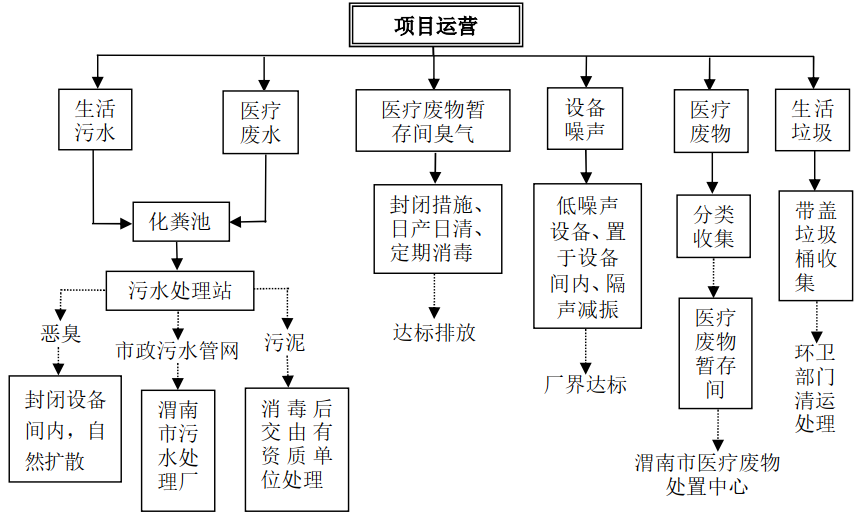 项目运营
生活
污水
医疗
废水
医疗废物暂
存间臭气
设备
噪声
医疗
废物
生活
垃圾
化粪池
封闭措施、
日产日清、
定期消毒
低噪声
设备、置
于设备
间内、隔
声减振
分类
收集
带盖
垃圾
桶收
集
污水处理站
恶臭
市政污水管网
污泥
达标排放
医疗
废物
暂存
间
环卫
部门
清运
处理
厂界达标
封闭设备
间内，自
然扩散
渭南
市污
水处
理厂
消毒后
交由有
资质单
位处理
渭南市医疗废物
处置中心